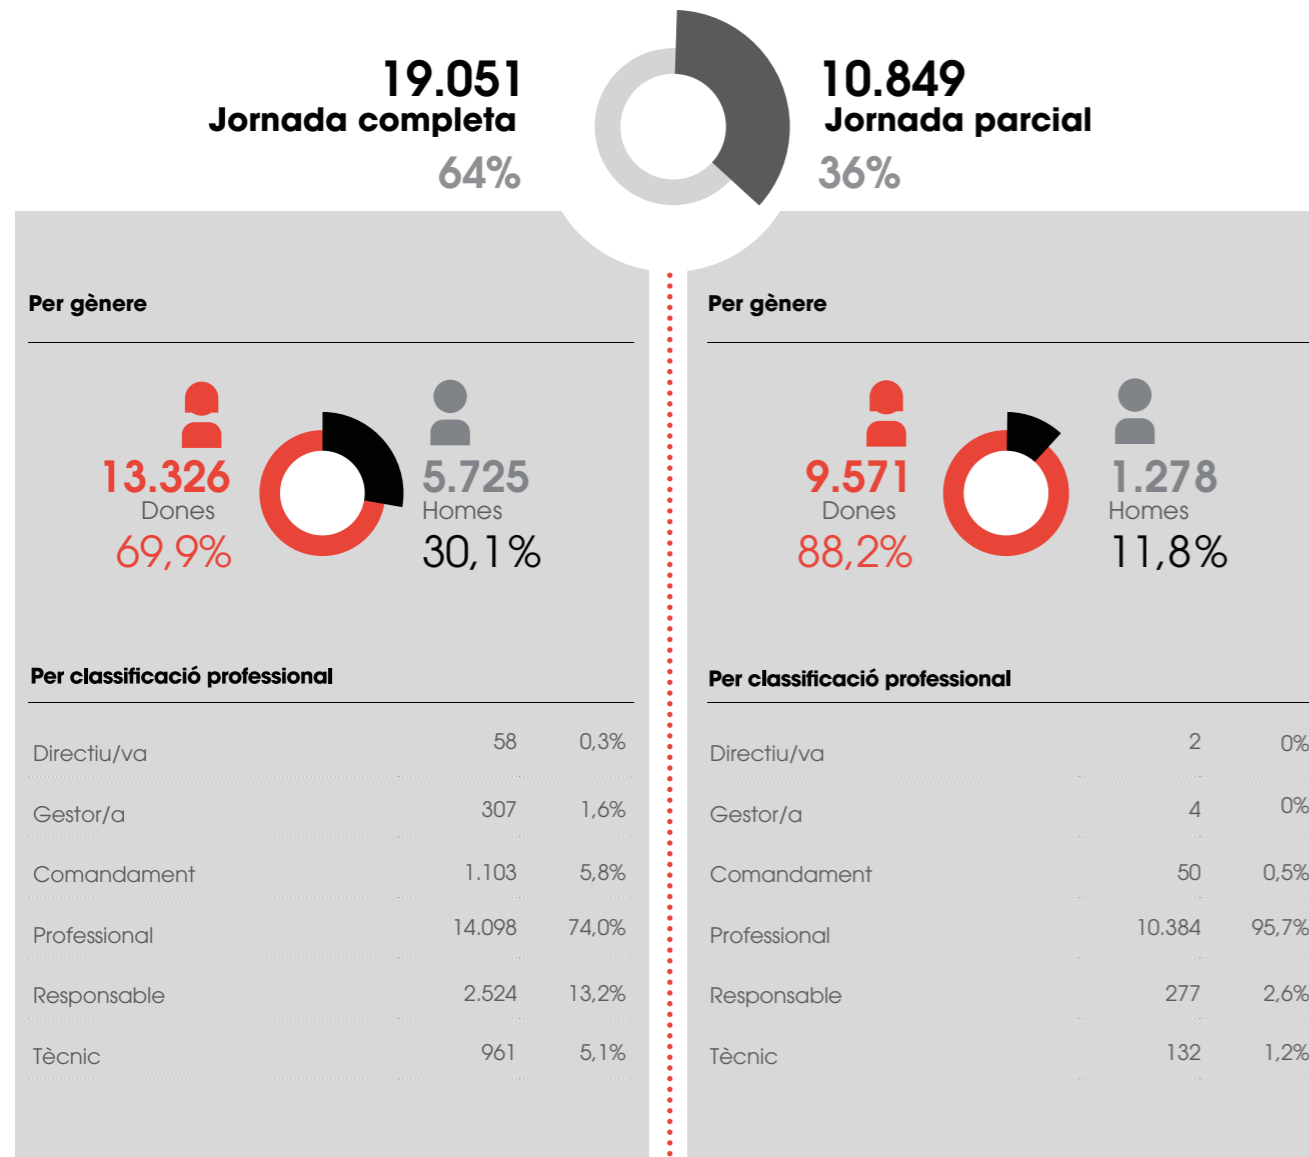 19.051
Jornada completa
64%
10.849
Jornada parcial
36%
Per gènere
13.326
Dones
69,9%
5.725
Homes
30,1%
Per classificació professional
Directiu/va 58 0,3%
Gestor/a 307 1,6%
Comandament 1.103 5,8%
Professional 14.098 74,0%
Responsable 2.524 13,2%
Tècnic 961 5,1%
Per gènere
9.571
Dones
88,2%
1.278
Homes
11,8%
Per classificació professional
Directiu/va 2 0%
Gestor/a 4 0%
Comandament 50 0,5%
Professional 10.384 95,7%
Responsable 277 2,6%
Tècnic 132 1,2%